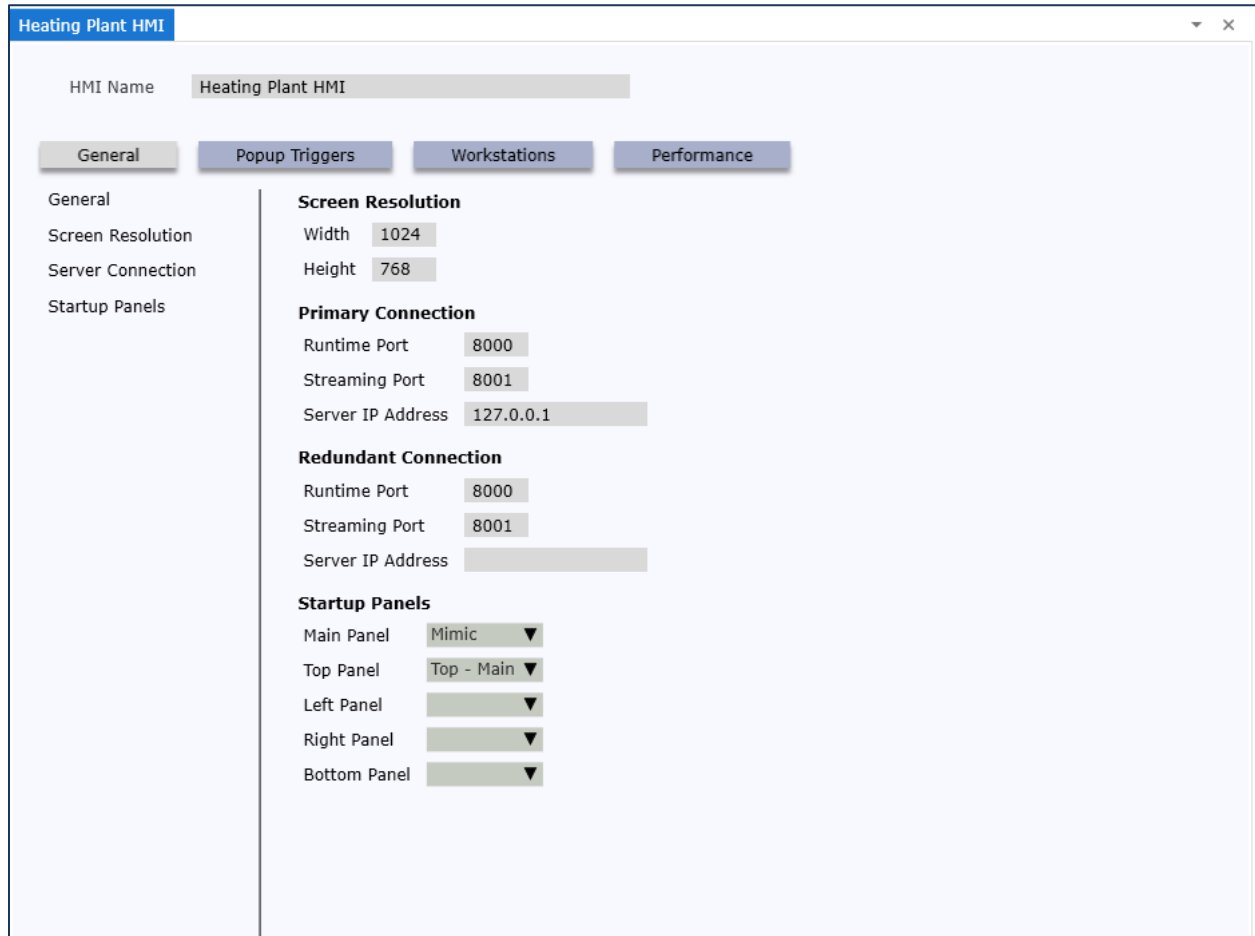 Heating Plant HMI
HMI Name Heating Plant HMI
General Popup Triggers Workstations Performance
General
Screen Resolution
Server Connection
Startup Panels
Screen Resolution
Width 1024
Height 768
Primary Connection
Runtime Port 8000
Streaming Port 8001
Server IP Address 127.0.0.1
Redundant Connection
Runtime Port 8000
Streaming Port 8001
Server IP Address
Startup Panels
Main Panel Mimic
Top Panel Top - Main
Left Panel
Right Panel
Bottom Panel